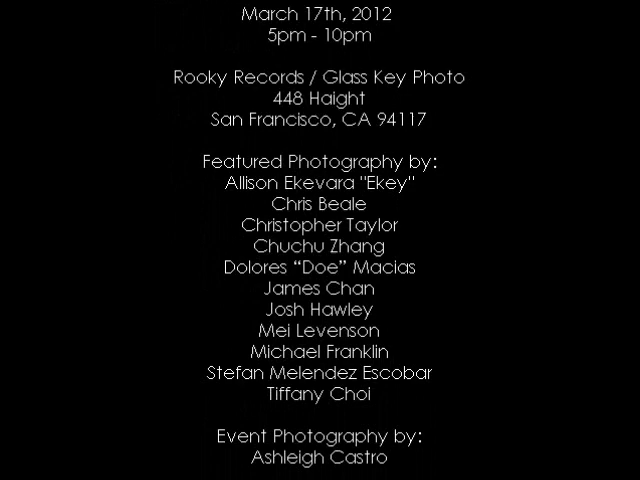 March 17th, 2012
5pm - 10pm
Rooky Records / Glass Key Photo
448 Haight
San Francisco, CA 94117
Featured Photography by:
Allison Ekevara "Ekey"
Chris Beale
Christopher Taylor
Chuchu Zhang
Dolores “Doe” Macias
James Chan
Josh Hawley
Mei Levenson
Michael Franklin
Stefan Melendez Escobar
Tiffany Choi
Event Photography by:
Ashleigh Castro